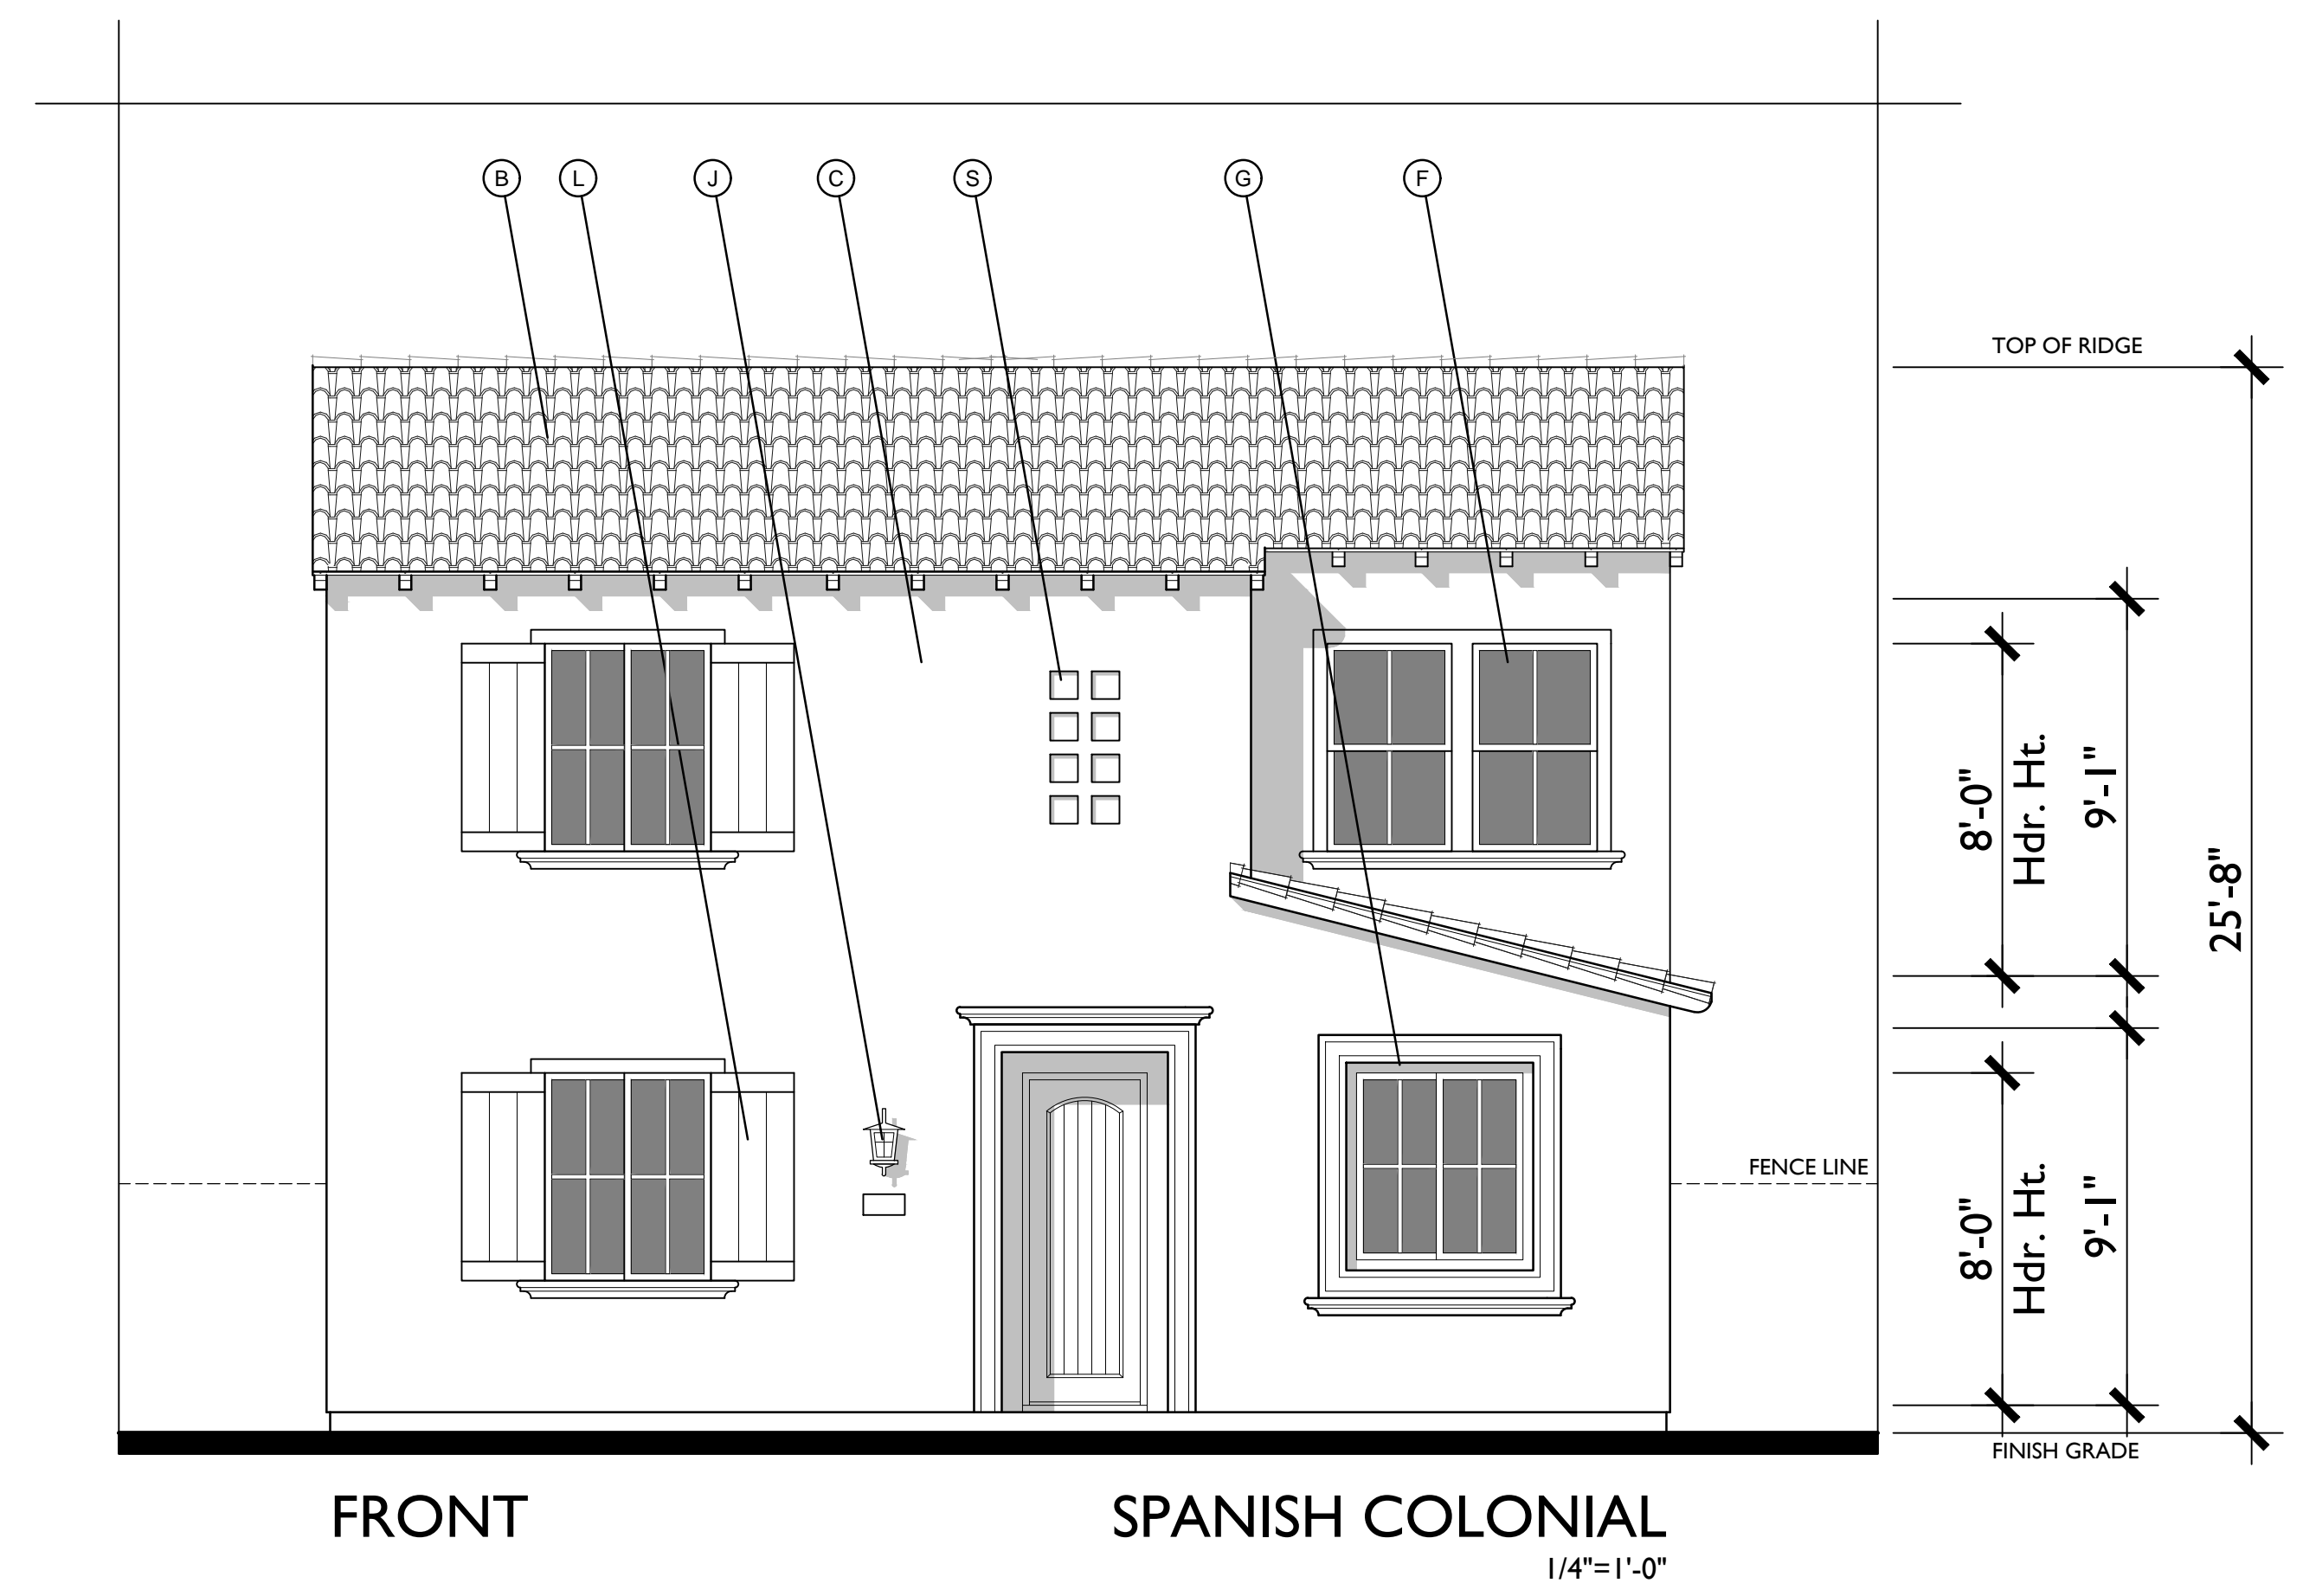 B L J C S G F
TOP OF RIDGE
8'-0"
Hdr. Ht.
9'-1"
25'-8"
FENCE LINE
8'-0"
Hdr. Ht.
9'-1"
FINISH GRADE
FRONT
SPANISH COLONIAL
1/4"=1'-0"